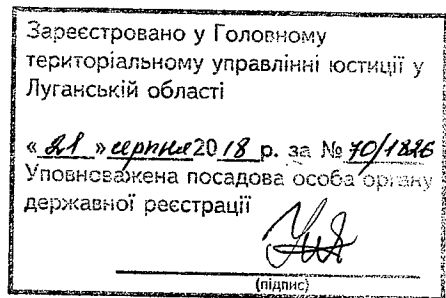 Зареєстровано у Головному
територіальному управлінні юстиції у
Луганській області
« 21 » серпня 2018 р. за № 70/1826
Уповноважена посадова особа органу
державної реєстрації
(підпис)